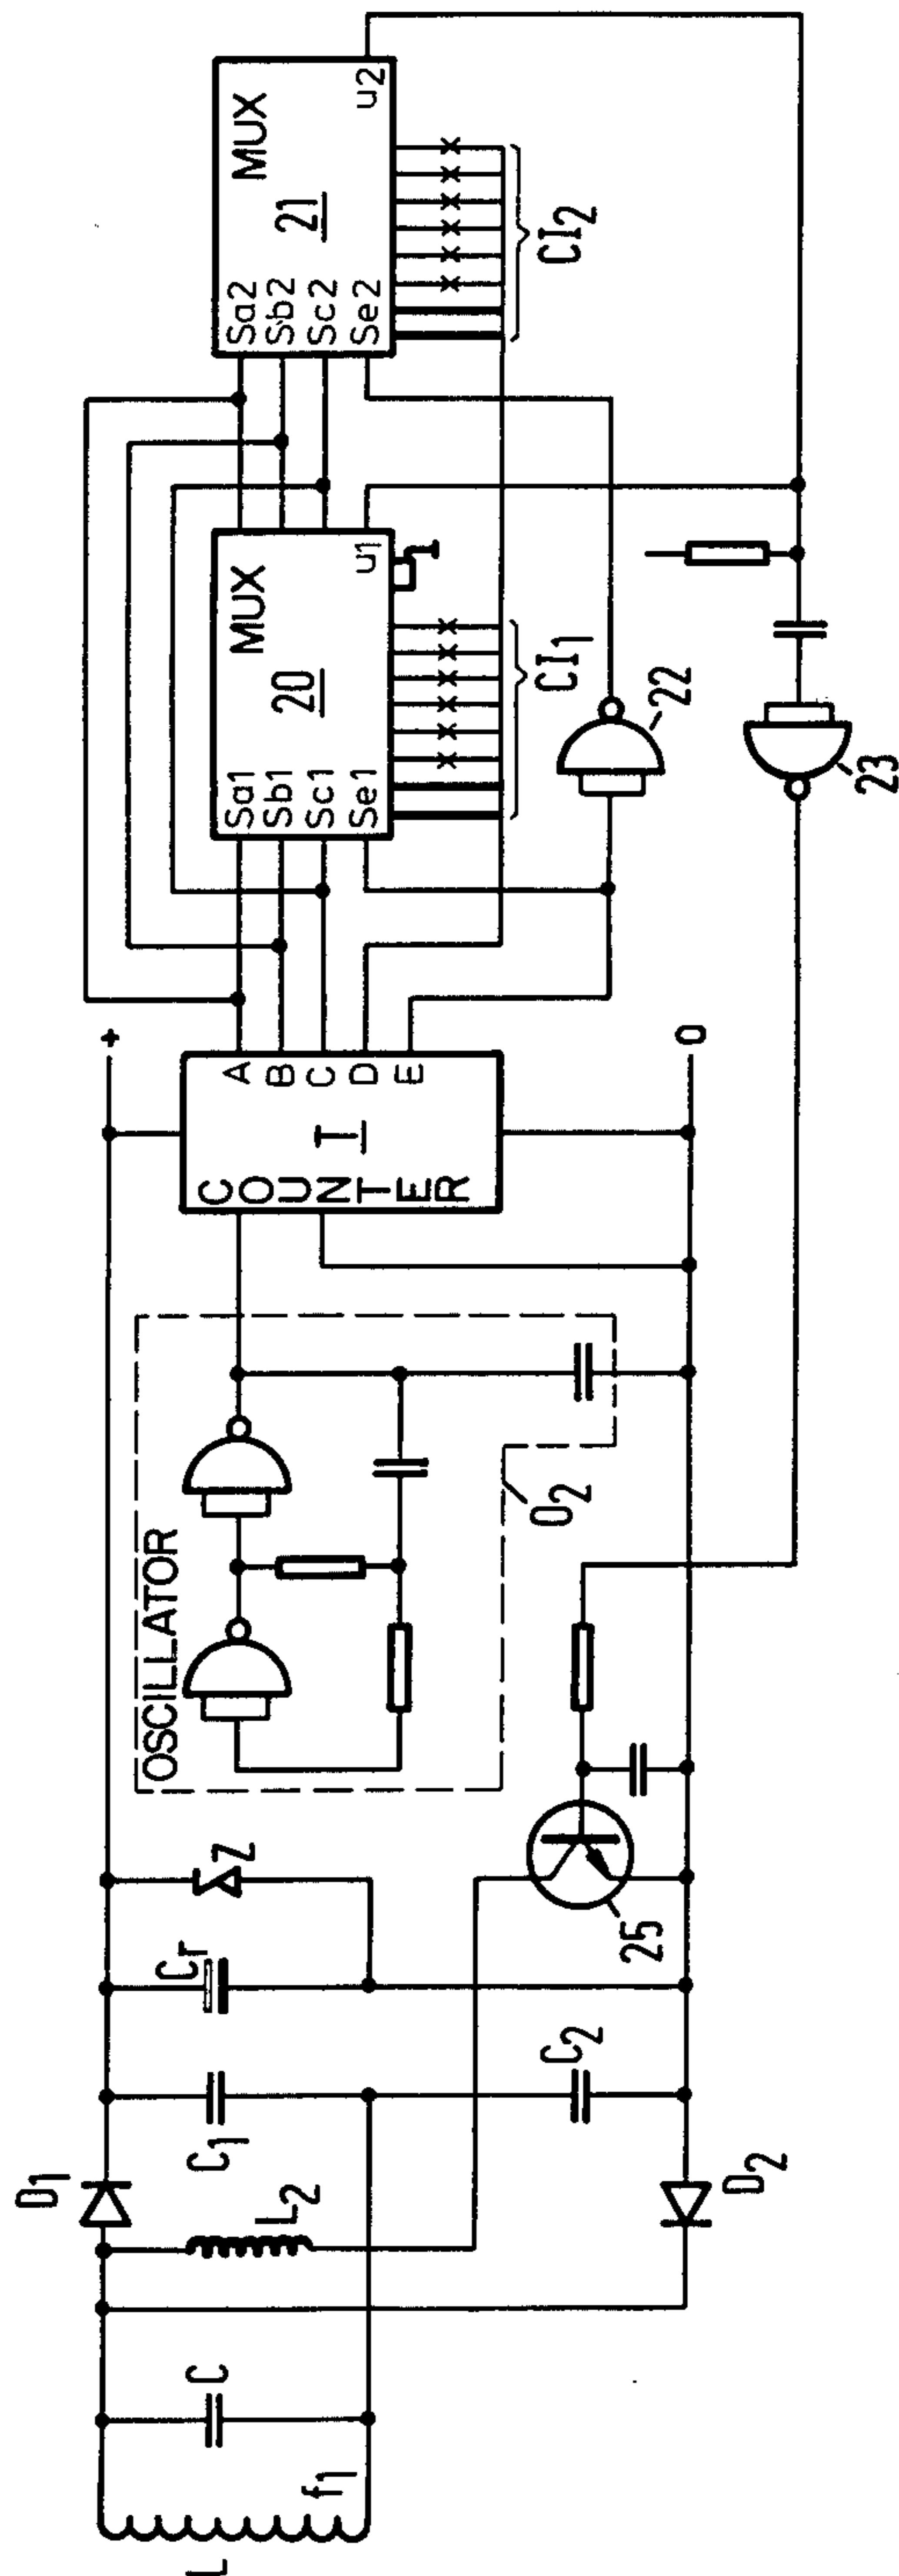 L
f1
C
D1
L2
D2
C1
C2
Cr
Z
25
OSCILLATOR
O2
+
COUNTER
T
A
B
C
D
E
0
MUX
20
Sa1
Sb1
Sc1
Se1
u1
1
CI1
22
23
MUX
21
Sa2
Sb2
Sc2
Se2
u2
CI2